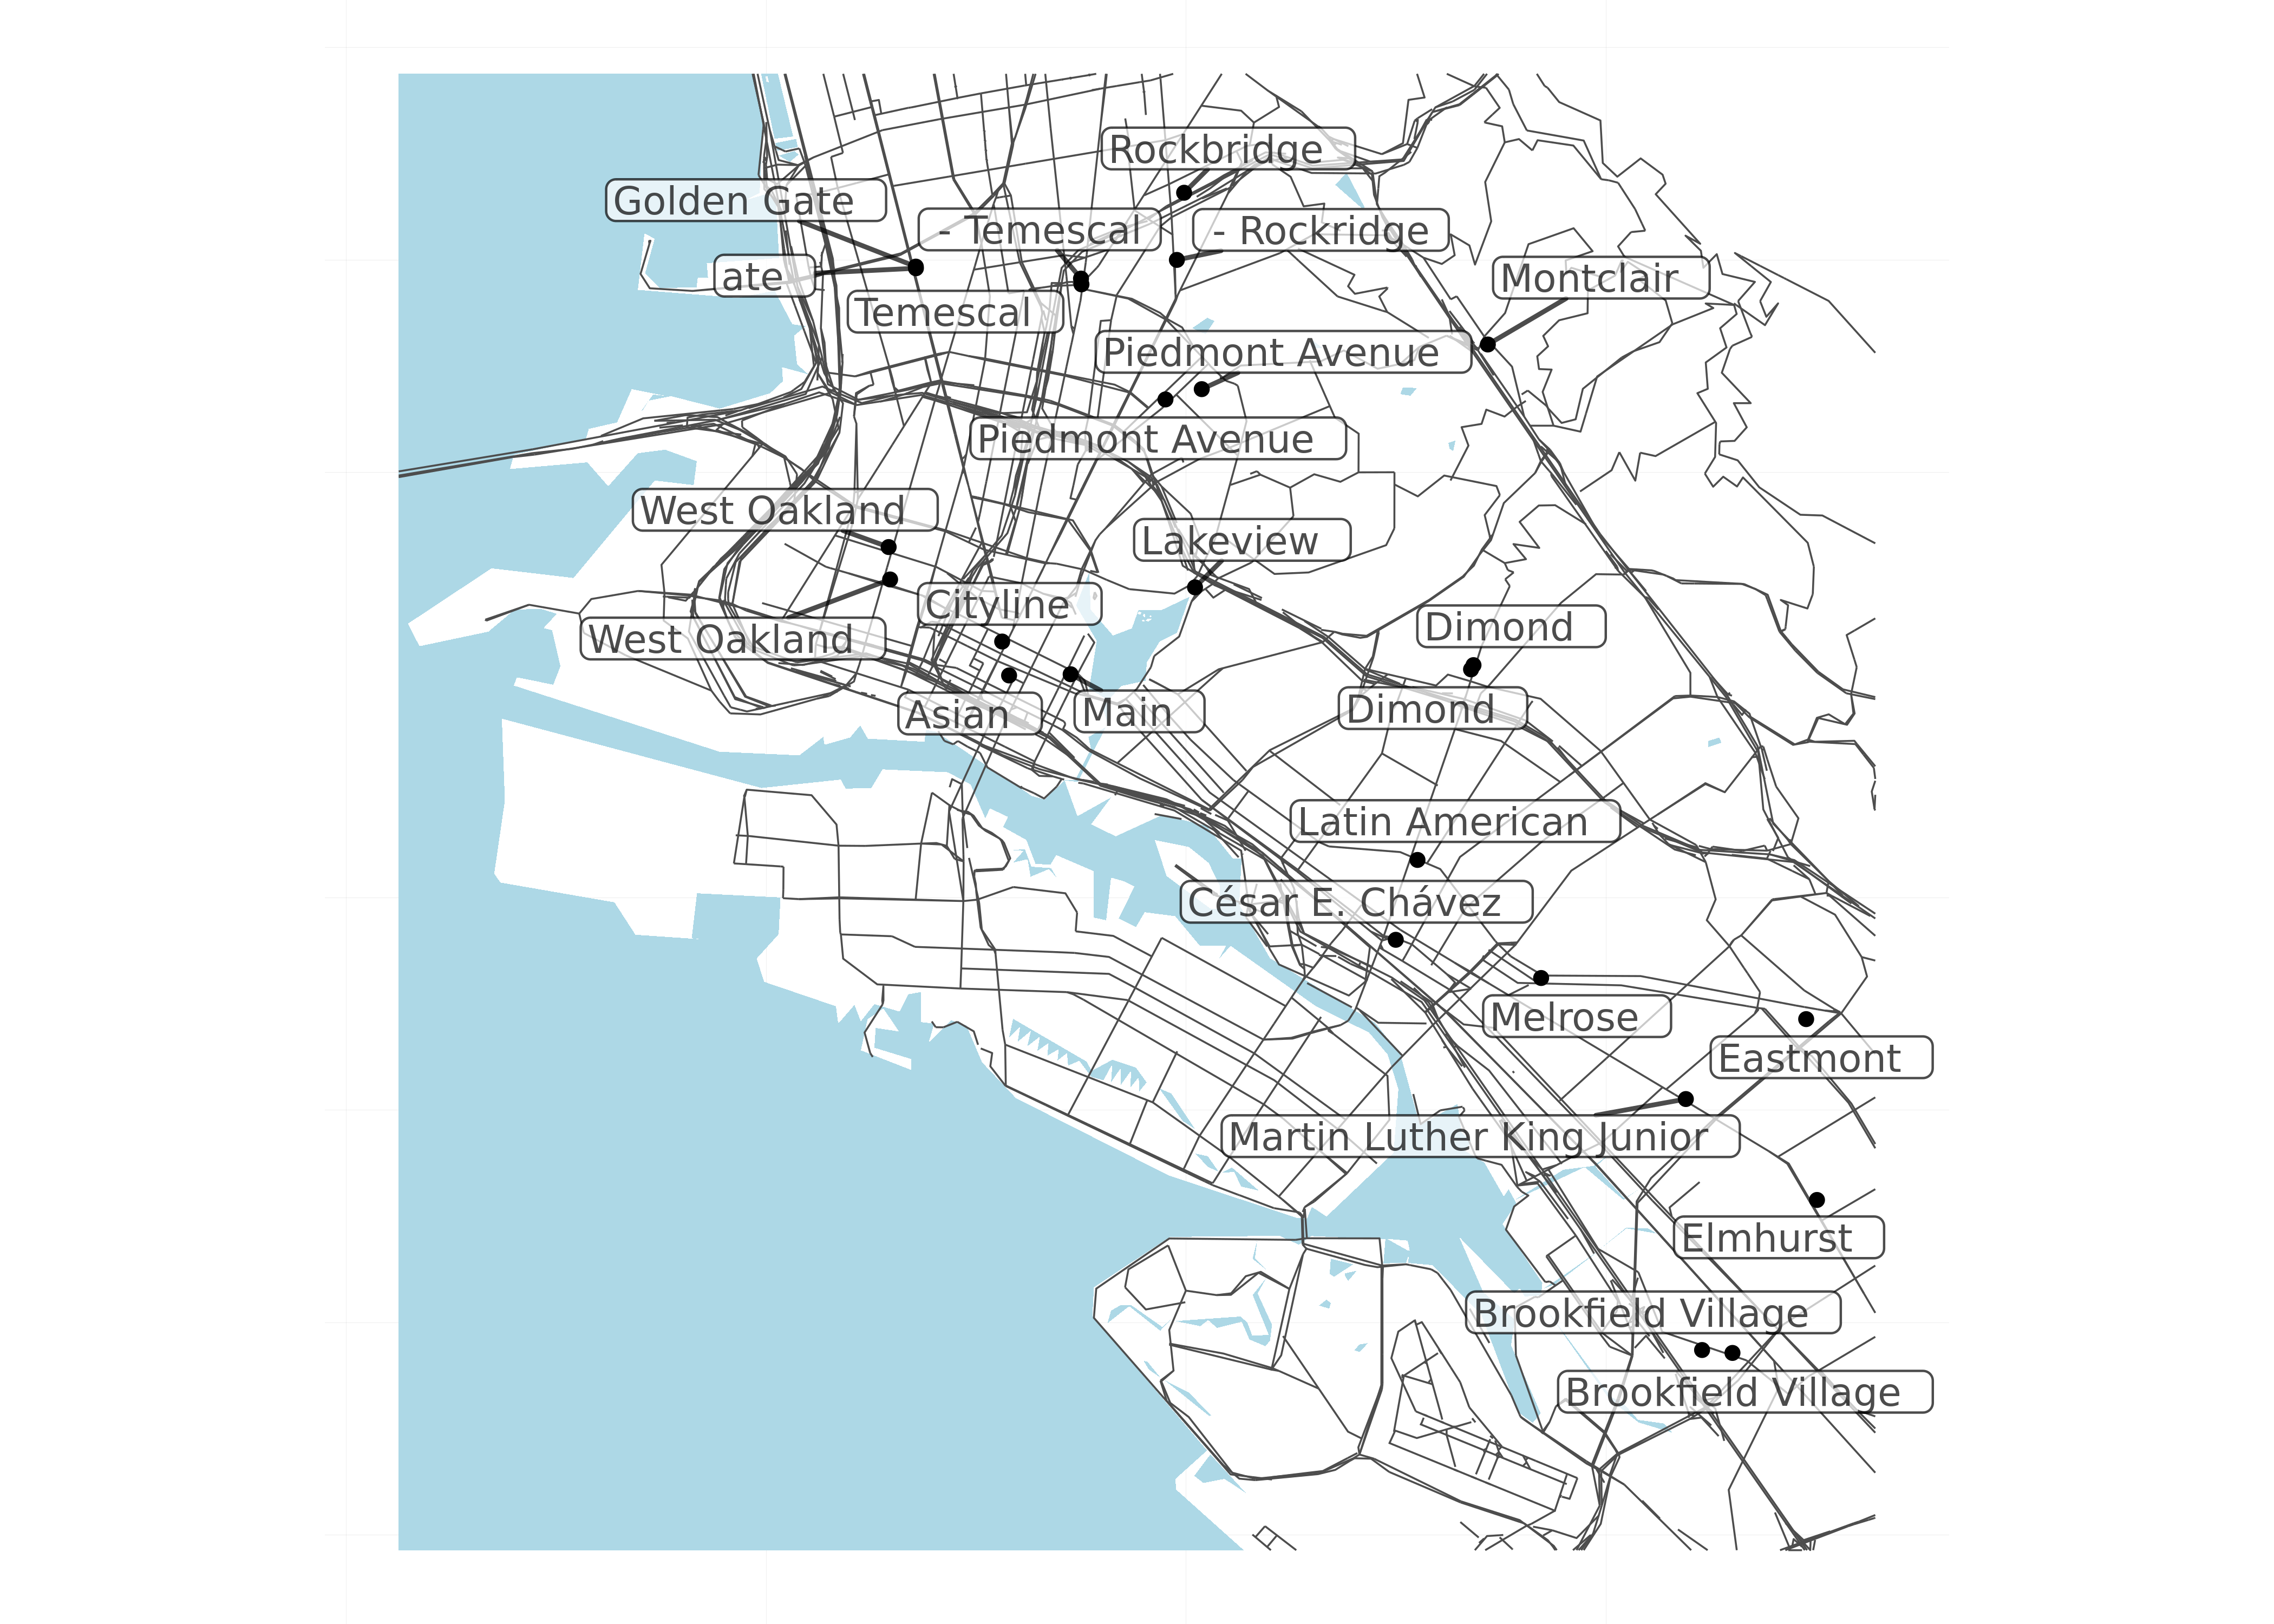 Rockbridge
Golden Gate
- Temescal
- Rockridge
ate
Montclair
Temescal
Piedmont Avenue
Piedmont Avenue
West Oakland
Lakeview
Cityline
Dimond
West Oakland
Asian
Main
Dimond
Latin American
César E. Chávez
Melrose
Eastmont
Martin Luther King Junior
Elmhurst
Brookfield Village
Brookfield Village